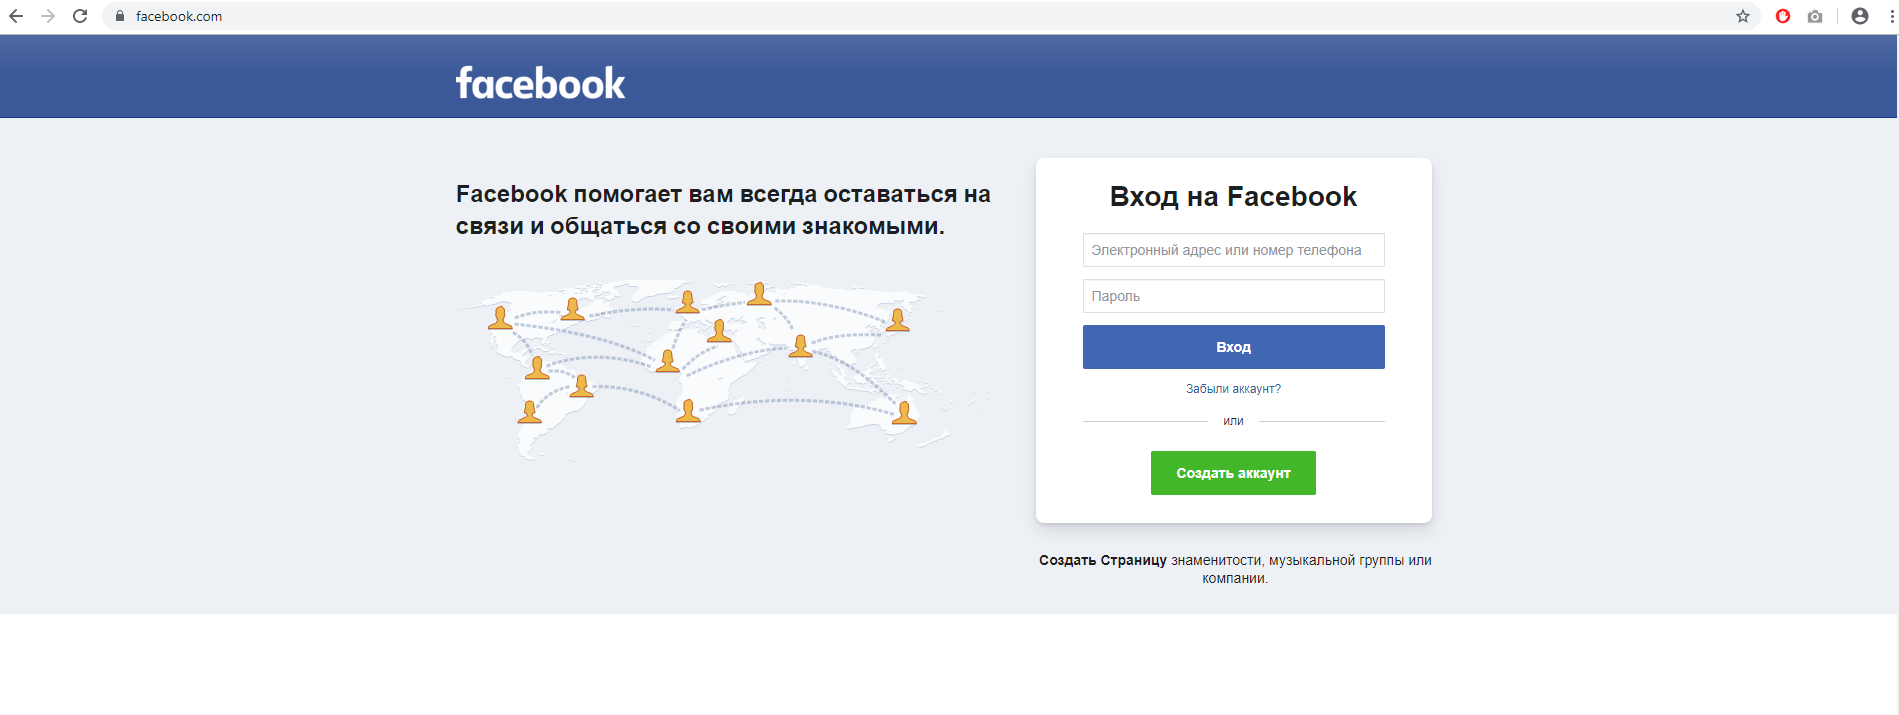 facebook.com
facebook
Facebook помогает вам всегда оставаться на
связи и общаться со своими знакомыми.
Вход на Facebook
Электронный адрес или номер телефона
Пароль
Вход
Забыли аккаунт?
или
Создать аккаунт
Создать Страницу знаменитости, музыкальной группы или
компании.